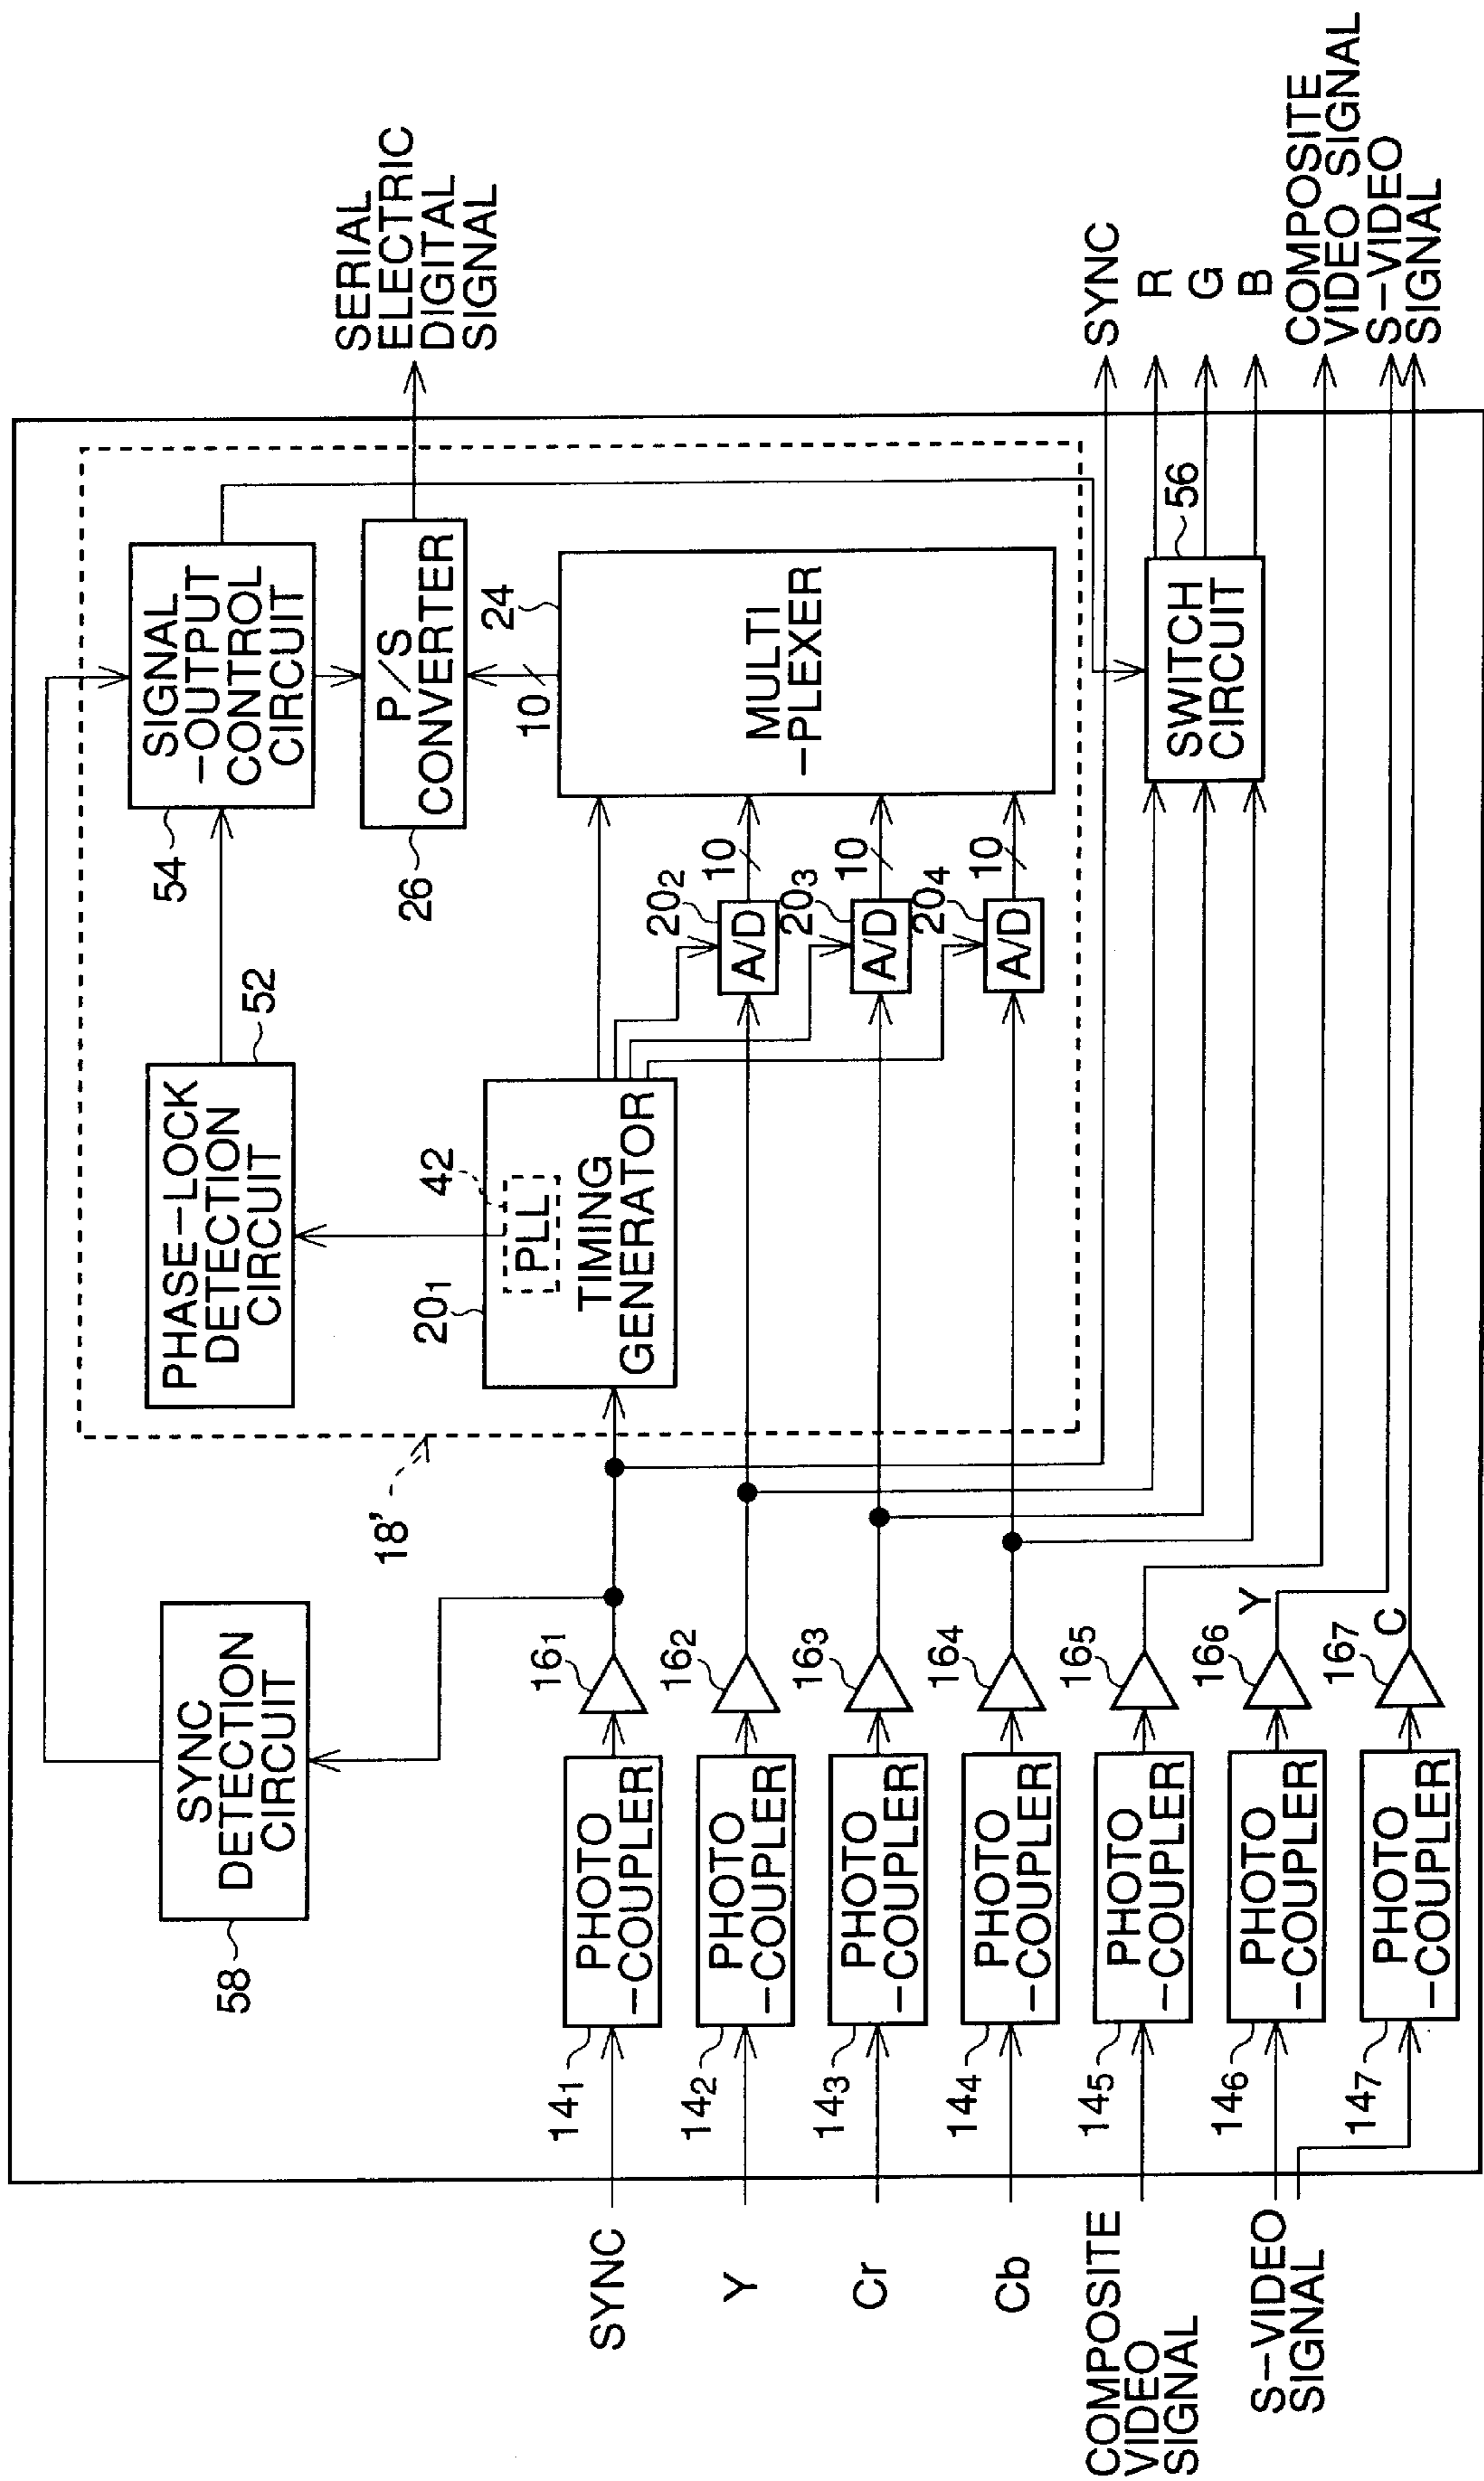 SYNC
DETECTION
CIRCUIT
58
PHASE-LOCK
DETECTION
CIRCUIT
52
SIGNAL
-OUTPUT
CONTROL
CIRCUIT
54
P/S
CONVERTER
26
SERIAL
ELECTRIC
DIGITAL
SIGNAL
18'
20₁
PLL
42
TIMING
GENERATOR
10
24
MULTI
-PLEXER
20₂
A/D
10
20₃
A/D
10
20₄
A/D
10
SYNC
14₁
PHOTO
-COUPLER
16₁
Y
14₂
PHOTO
-COUPLER
16₂
Cr
14₃
PHOTO
-COUPLER
16₃
Cb
14₄
PHOTO
-COUPLER
16₄
COMPOSITE
VIDEO
SIGNAL
14₅
PHOTO
-COUPLER
16₅
S-VIDEO
SIGNAL
14₆
PHOTO
-COUPLER
16₆
Y
14₇
PHOTO
-COUPLER
16₇
C
SWITCH
CIRCUIT
56
SYNC
R
G
B
COMPOSITE
VIDEO SIGNAL
S-VIDEO
SIGNAL